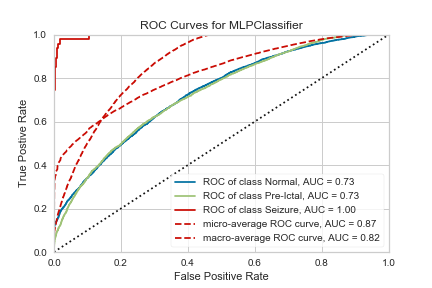 ROC Curves for MLPClassifier
True Postive Rate
1.0
0.8
0.6
0.4
0.2
0.0
ROC of class Normal, AUC = 0.73
ROC of class Pre-Ictal, AUC = 0.73
ROC of class Seizure, AUC = 1.00
micro-average ROC curve, AUC = 0.87
macro-average ROC curve, AUC = 0.82
0.0 0.2 0.4 0.6 0.8 1.0
False Positive Rate